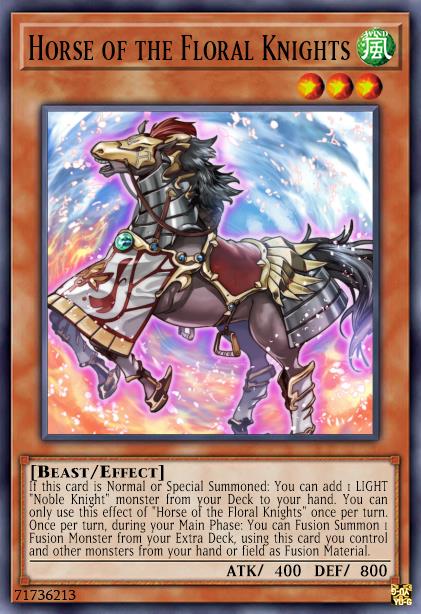 HORSE OF THE FLORAL KNIGHTS
WIND
風
[BEAST/EFFECT]
If this card is Normal or Special Summoned: You can add 1 LIGHT
"Noble Knight" monster from your Deck to your hand. You can
only use this effect of "Horse of the Floral Knights" once per turn.
Once per turn, during your Main Phase: You can Fusion Summon 1
Fusion Monster from your Extra Deck, using this card you control
and other monsters from your hand or field as Fusion Material.
ATK/ 400 DEF/ 800
71736213